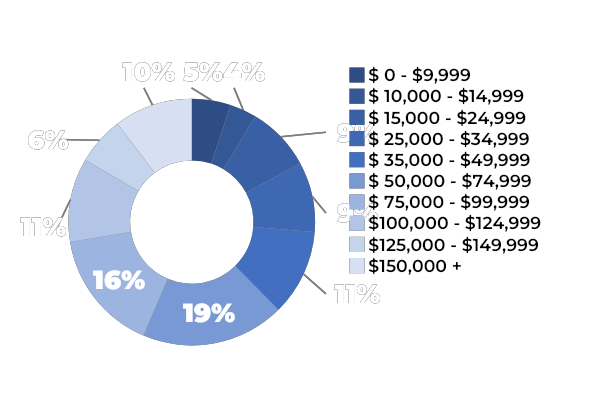 10% 5% 4%
6%
9%
9%
11%
11%
16%
19%
$ 0 - $9,999
$ 10,000 - $14,999
$ 15,000 - $24,999
$ 25,000 - $34,999
$ 35,000 - $49,999
$ 50,000 - $74,999
$ 75,000 - $99,999
$100,000 - $124,999
$125,000 - $149,999
$150,000 +